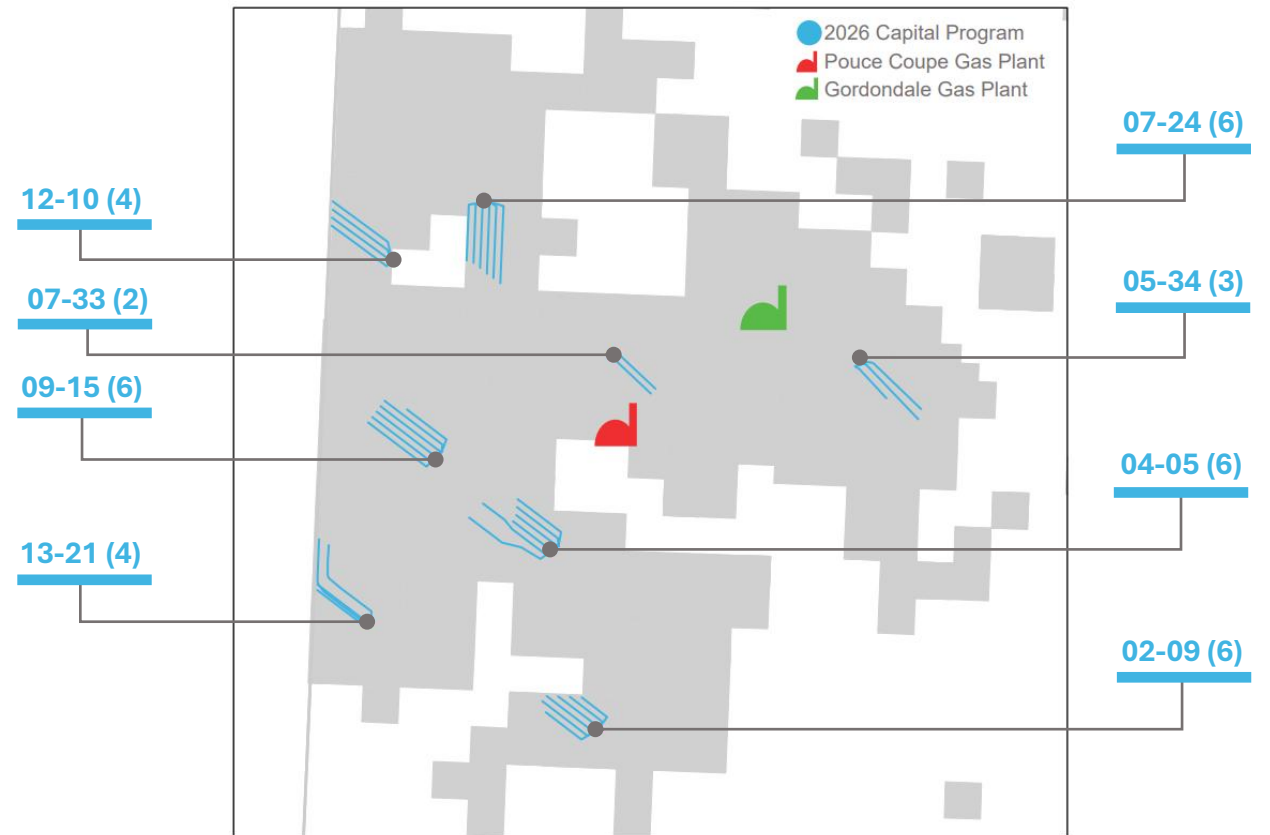 2026 Capital Program
Pouce Coupe Gas Plant
Gordondale Gas Plant
12-10 (4)
07-33 (2)
09-15 (6)
13-21 (4)
07-24 (6)
05-34 (3)
04-05 (6)
02-09 (6)